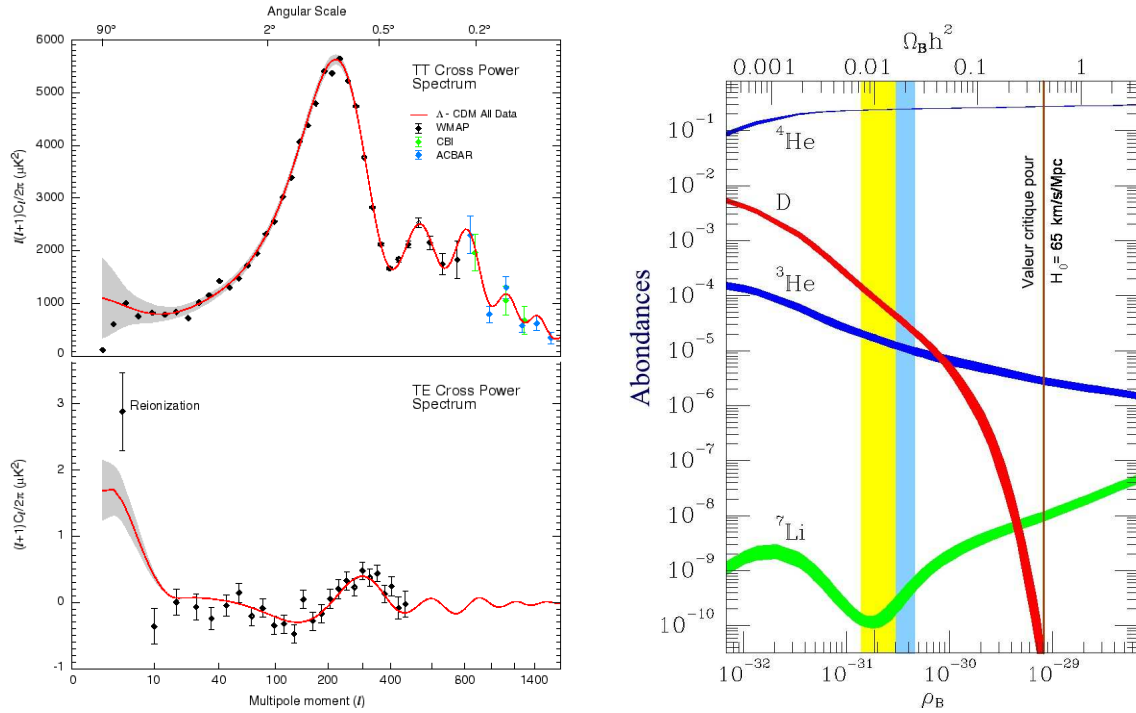 Angular Scale
90° 2° 0.5° 0.2°
6000
5000
4000
3000
2000
1000
0
TT Cross Power
Spectrum
Λ - CDM All Data
WMAP
CBI
ACBAR
l(l+1)Cl/2π (μK²)
TE Cross Power
Spectrum
Reionization
3
2
1
0
-1
(l+1)Cl/2π (μK²)
0 10 40 100 200 400 800 1400
Multipole moment (l)
Ω_B h²
0.001 0.01 0.1 1
10⁻¹
10⁻²
10⁻³
10⁻⁴
10⁻⁵
10⁻⁶
10⁻⁷
10⁻⁸
10⁻⁹
10⁻¹⁰
Abondances
⁴He
D
³He
⁷Li
Valeur critique pour
H₀= 65 km/s/Mpc
10⁻³² 10⁻³¹ 10⁻³⁰ 10⁻²⁹
ρ_B